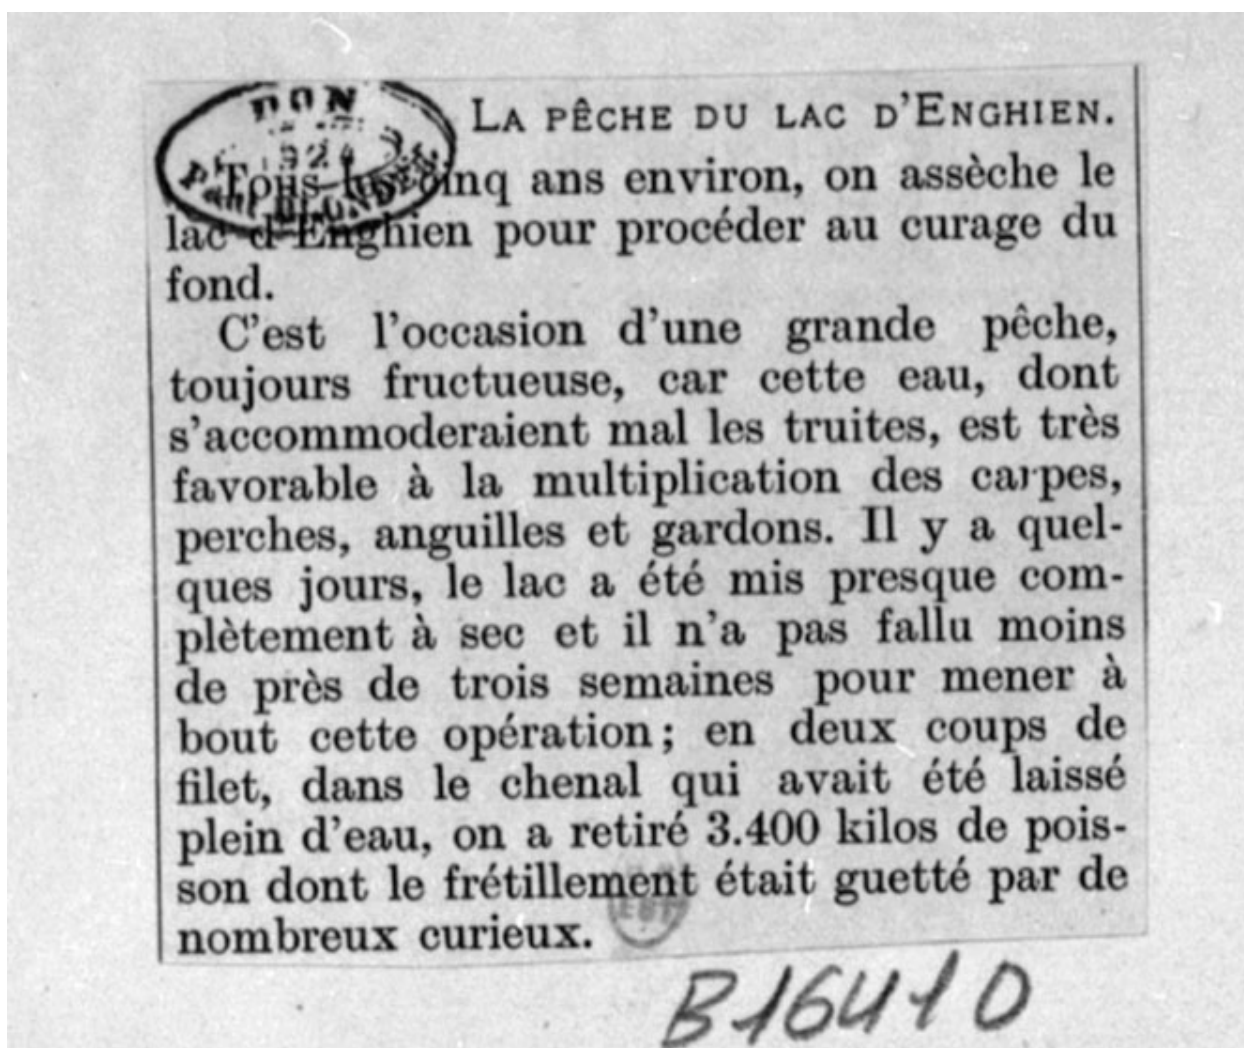 DON
LA PÊCHE DU LAC D'ENGHIEN.
Tous les cinq ans environ, on assèche le
lac d'Enghien pour procéder au curage du
fond.
C'est l'occasion d'une grande pêche,
toujours fructueuse, car cette eau, dont
s'accommoderaient mal les truites, est très
favorable à la multiplication des carpes,
perches, anguilles et gardons. Il y a quel-
ques jours, le lac a été mis presque com-
plètement à sec et il n'a pas fallu moins
de près de trois semaines pour mener à
bout cette opération; en deux coups de
filet, dans le chenal qui avait été laissé
plein d'eau, on a retiré 3.400 kilos de pois-
son dont le frétillement était guetté par de
nombreux curieux.
B16410